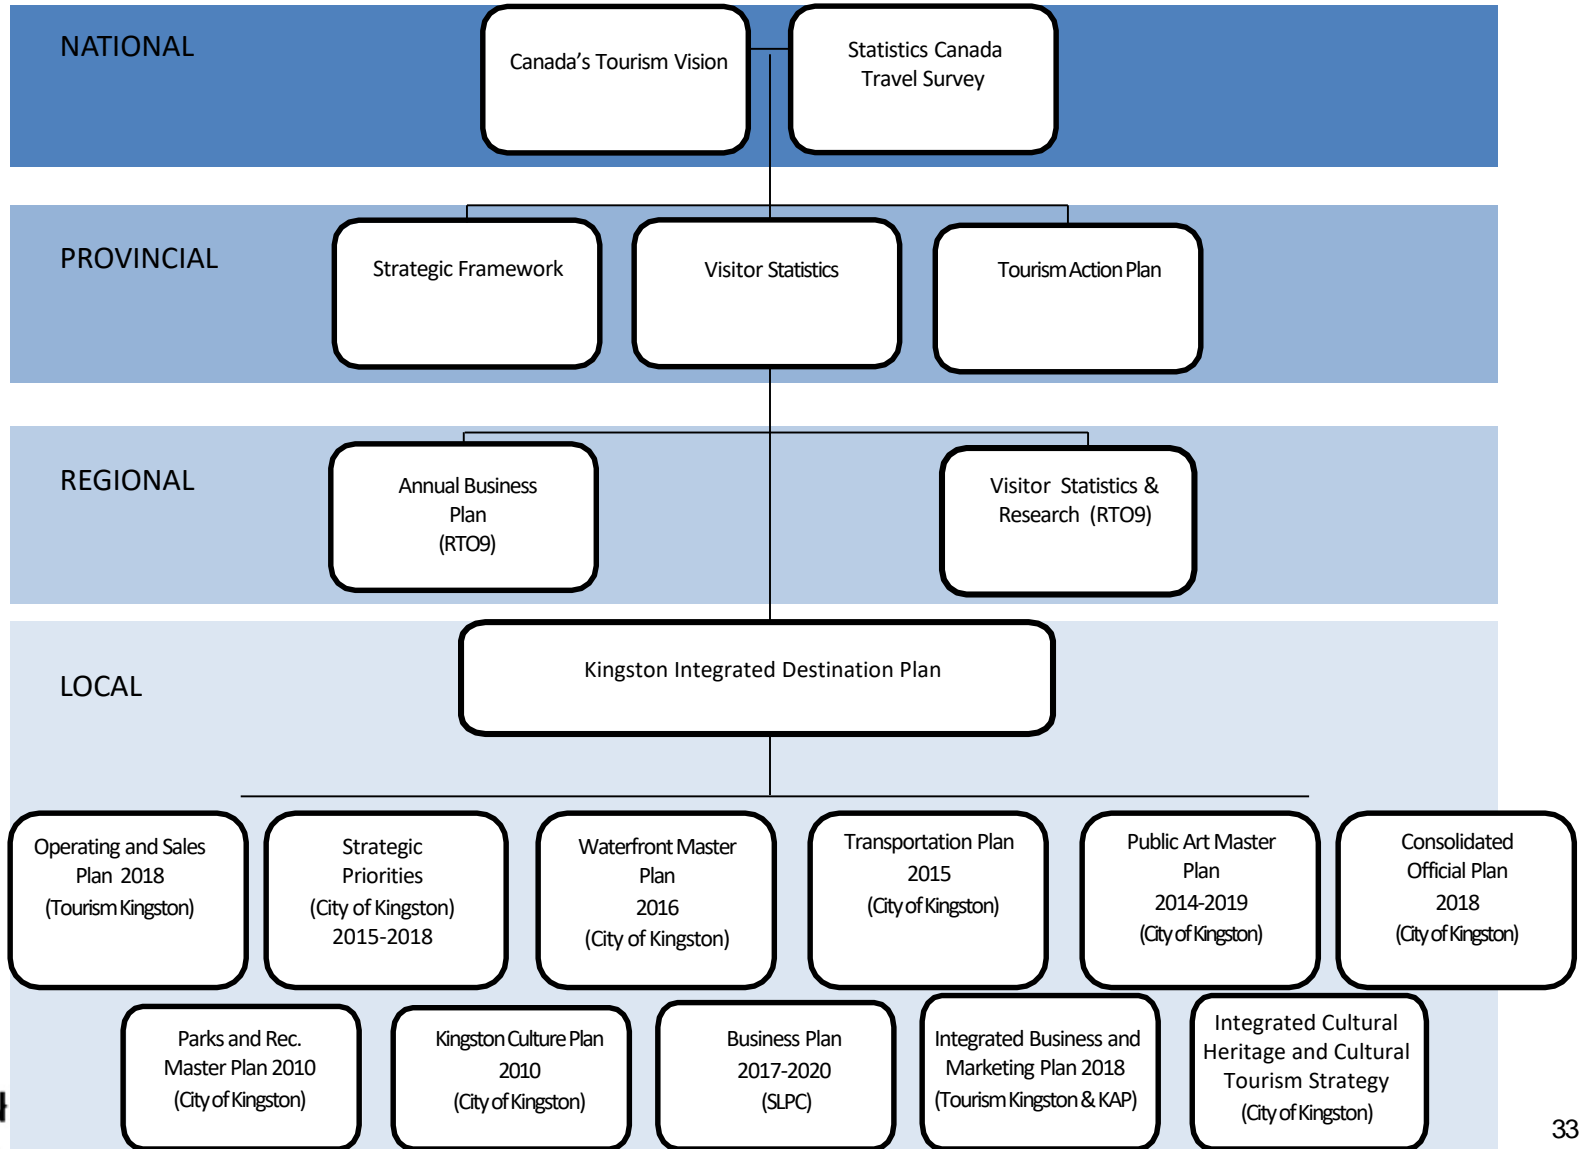 NATIONAL
Canada's Tourism Vision
Statistics Canada
Travel Survey
PROVINCIAL
Strategic Framework
Visitor Statistics
Tourism Action Plan
REGIONAL
Annual Business
Plan
(RTO9)
Visitor Statistics &
Research (RTO9)
LOCAL
Kingston Integrated Destination Plan
Operating and Sales
Plan 2018
(Tourism Kingston)
Strategic
Priorities
(City of Kingston)
2015-2018
Waterfront Master
Plan
2016
(City of Kingston)
Transportation Plan
2015
(City of Kingston)
Public Art Master
Plan
2014-2019
(City of Kingston)
Consolidated
Official Plan
2018
(City of Kingston)
Parks and Rec.
Master Plan 2010
(City of Kingston)
Kingston Culture Plan
2010
(City of Kingston)
Business Plan
2017-2020
(SLPC)
Integrated Business and
Marketing Plan 2018
(Tourism Kingston & KAP)
Integrated Cultural
Heritage and Cultural
Tourism Strategy
(City of Kingston)
33